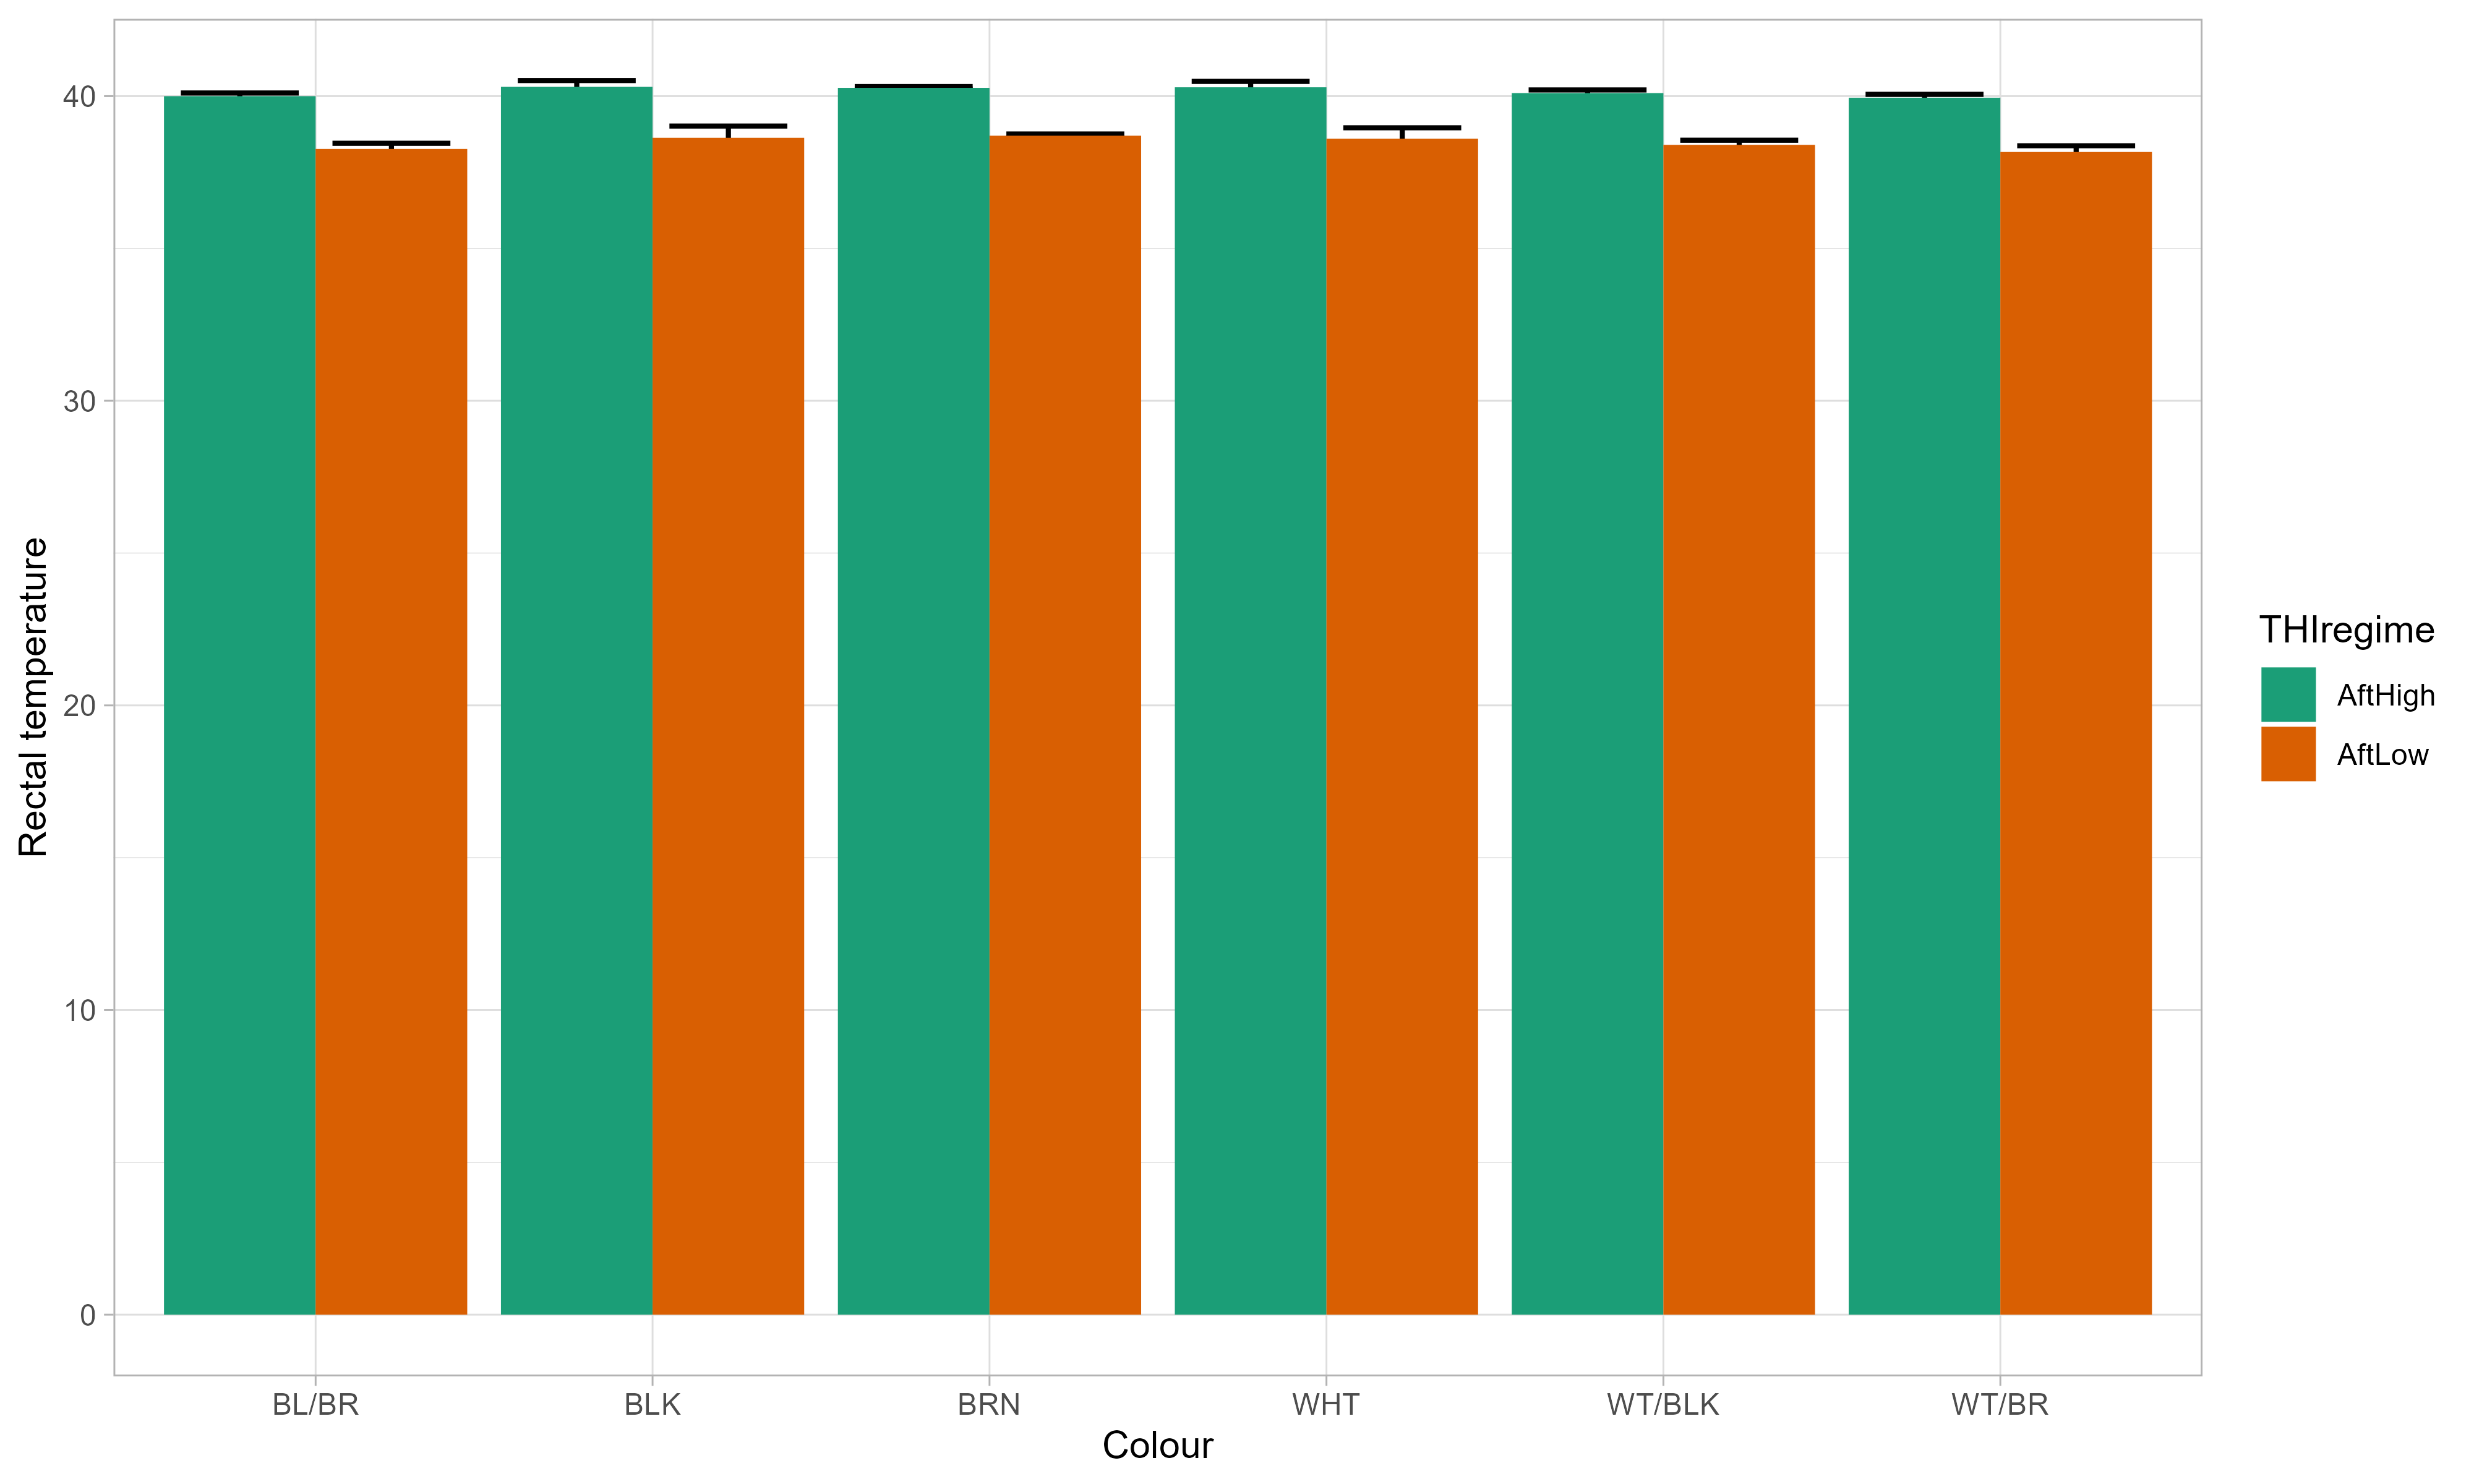 40
30
20
10
0
Rectal temperature
BL/BR
BLK
BRN
WHT
WT/BLK
WT/BR
Colour
THIregime
AftHigh
AftLow